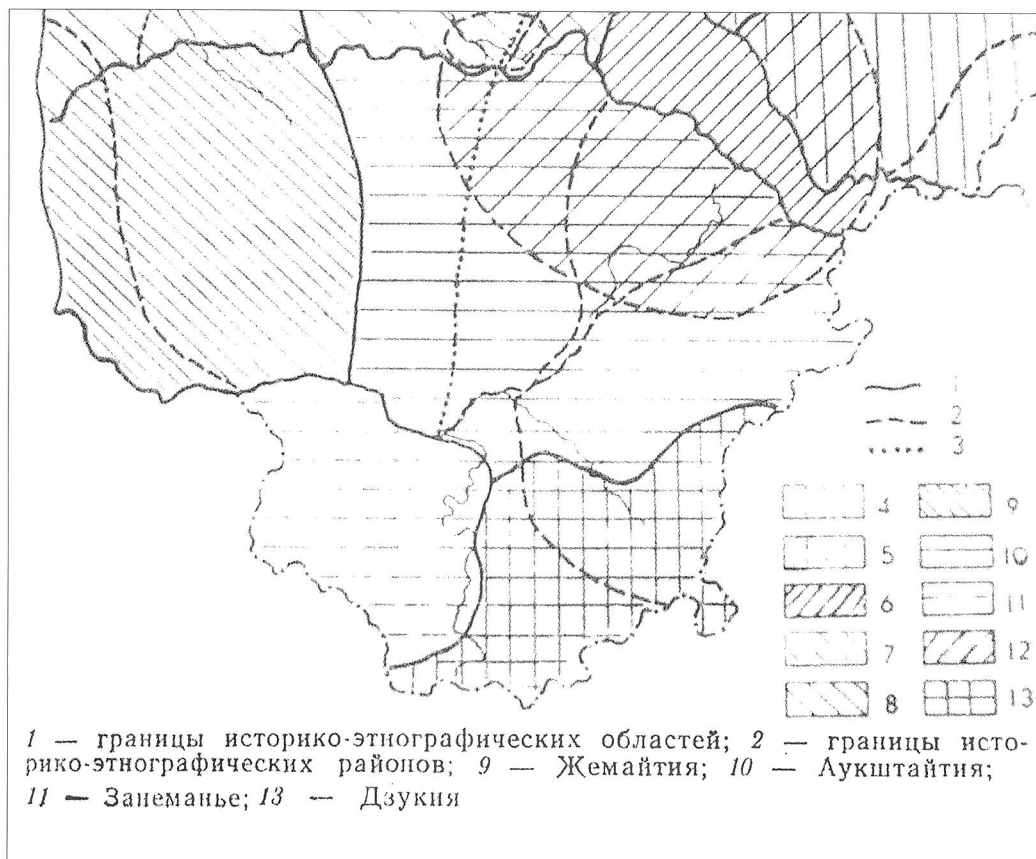 1
2
3
4 9
5 10
6 11
7 12
8 13
1 — границы историко-этнографических областей; 2 — границы исто-
рико-этнографических районов; 9 — Жемайтия; 10 — Аукштайтия;
11 — Занеманье; 13 — Дзукия